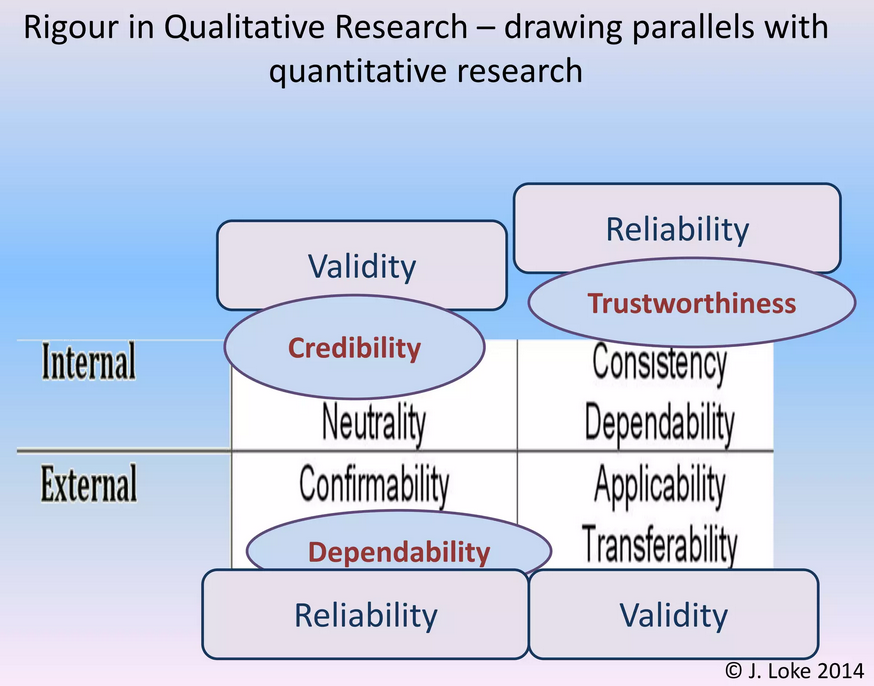 Rigour in Qualitative Research – drawing parallels with
quantitative research
Reliability
Validity
Trustworthiness
Credibility
Internal
Consistency
Neutrality
Dependability
External
Confirmability
Applicability
Dependability
Transferability
Reliability
Validity
© J. Loke 2014